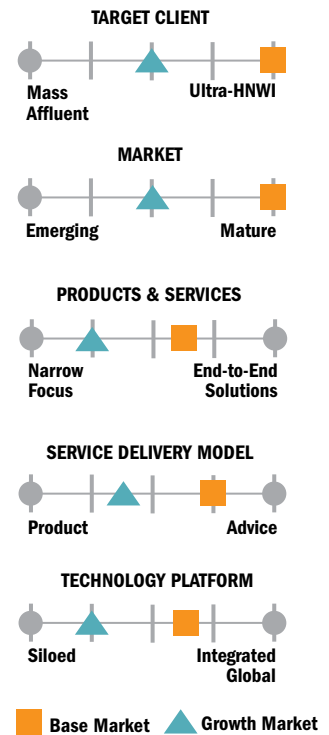 TARGET CLIENT
Mass
Affluent
Ultra-HNWI
MARKET
Emerging
Mature
PRODUCTS & SERVICES
Narrow
Focus
End-to-End
Solutions
SERVICE DELIVERY MODEL
Product
Advice
TECHNOLOGY PLATFORM
Siloed
Integrated
Global
Base Market
Growth Market